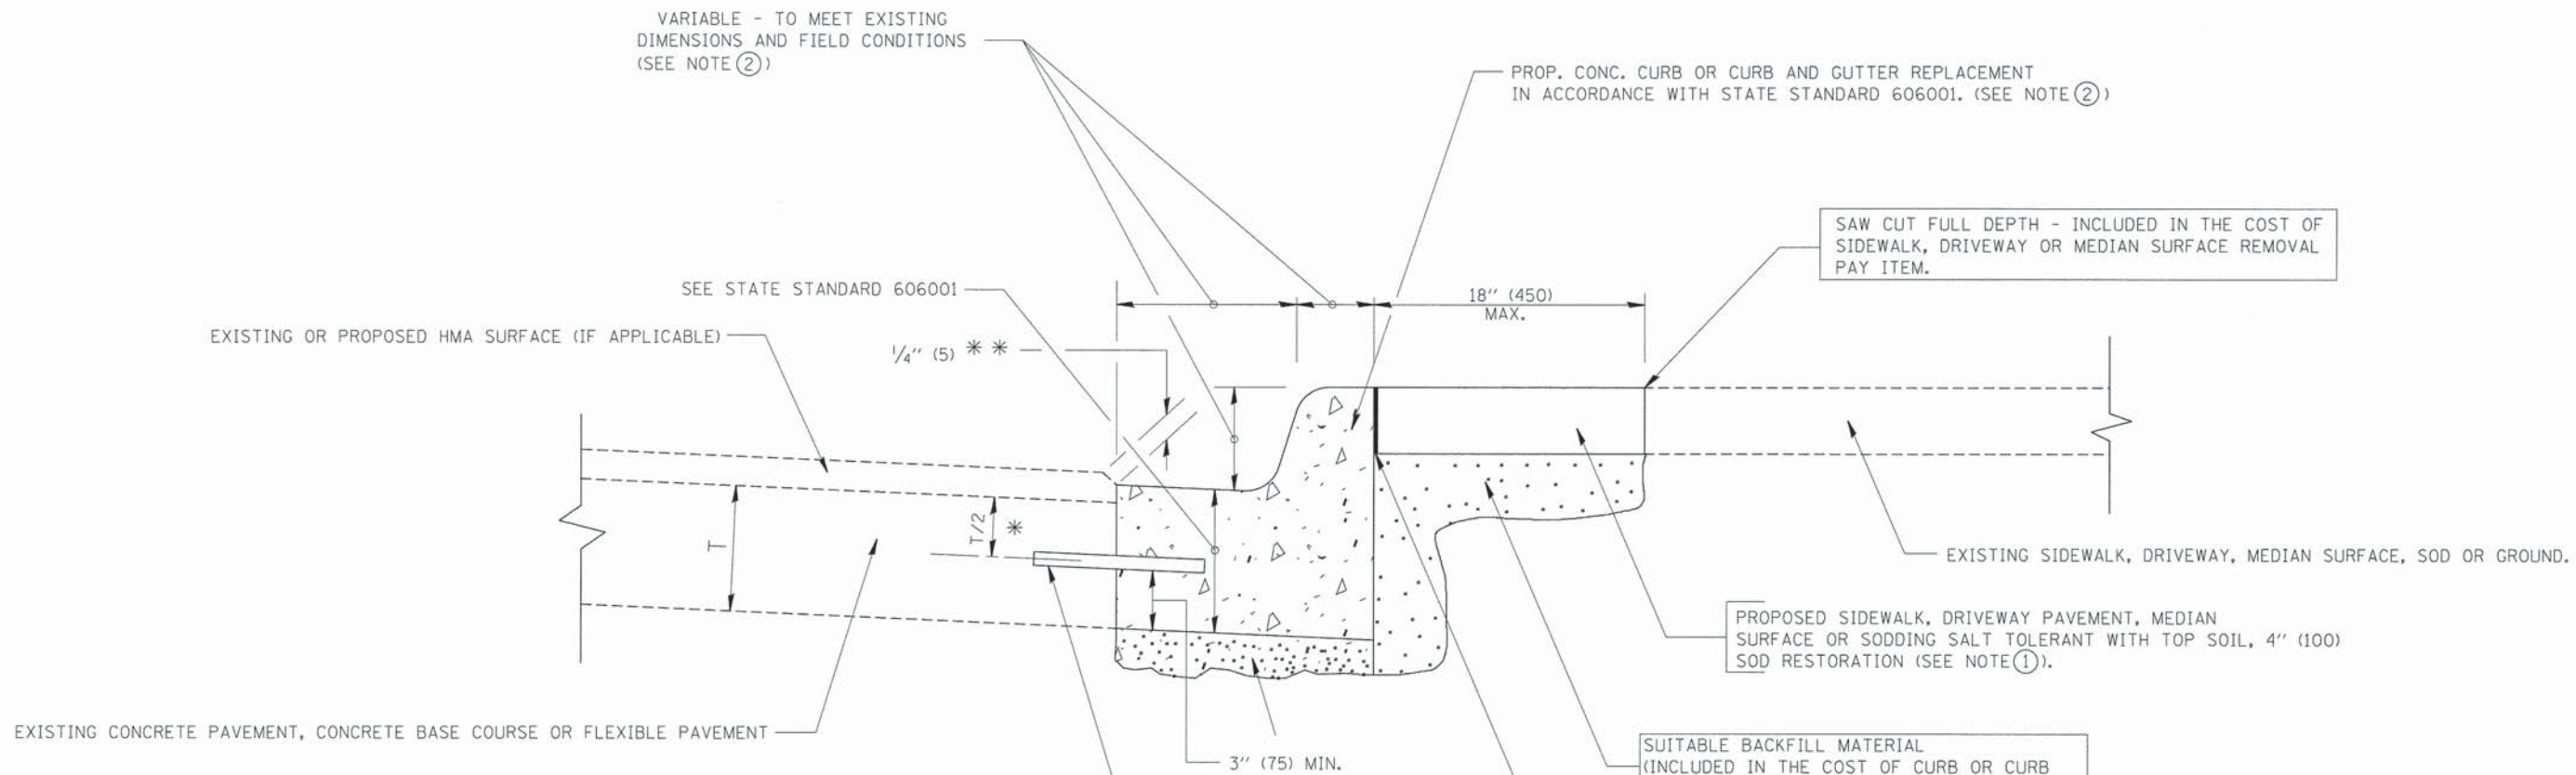 VARIABLE - TO MEET EXISTING
DIMENSIONS AND FIELD CONDITIONS
(SEE NOTE ②)
PROP. CONC. CURB OR CURB AND GUTTER REPLACEMENT
IN ACCORDANCE WITH STATE STANDARD 606001. (SEE NOTE ②)
SAW CUT FULL DEPTH - INCLUDED IN THE COST OF
SIDEWALK, DRIVEWAY OR MEDIAN SURFACE REMOVAL
PAY ITEM.
SEE STATE STANDARD 606001
18'' (450)
MAX.
EXISTING OR PROPOSED HMA SURFACE (IF APPLICABLE)
1/4'' (5) * *
T
T/2 *
EXISTING SIDEWALK, DRIVEWAY, MEDIAN SURFACE, SOD OR GROUND.
PROPOSED SIDEWALK, DRIVEWAY PAVEMENT, MEDIAN
SURFACE OR SODDING SALT TOLERANT WITH TOP SOIL, 4'' (100)
SOD RESTORATION (SEE NOTE ①).
EXISTING CONCRETE PAVEMENT, CONCRETE BASE COURSE OR FLEXIBLE PAVEMENT
3'' (75) MIN.
SUITABLE BACKFILL MATERIAL
(INCLUDED IN THE COST OF CURB OR CURB